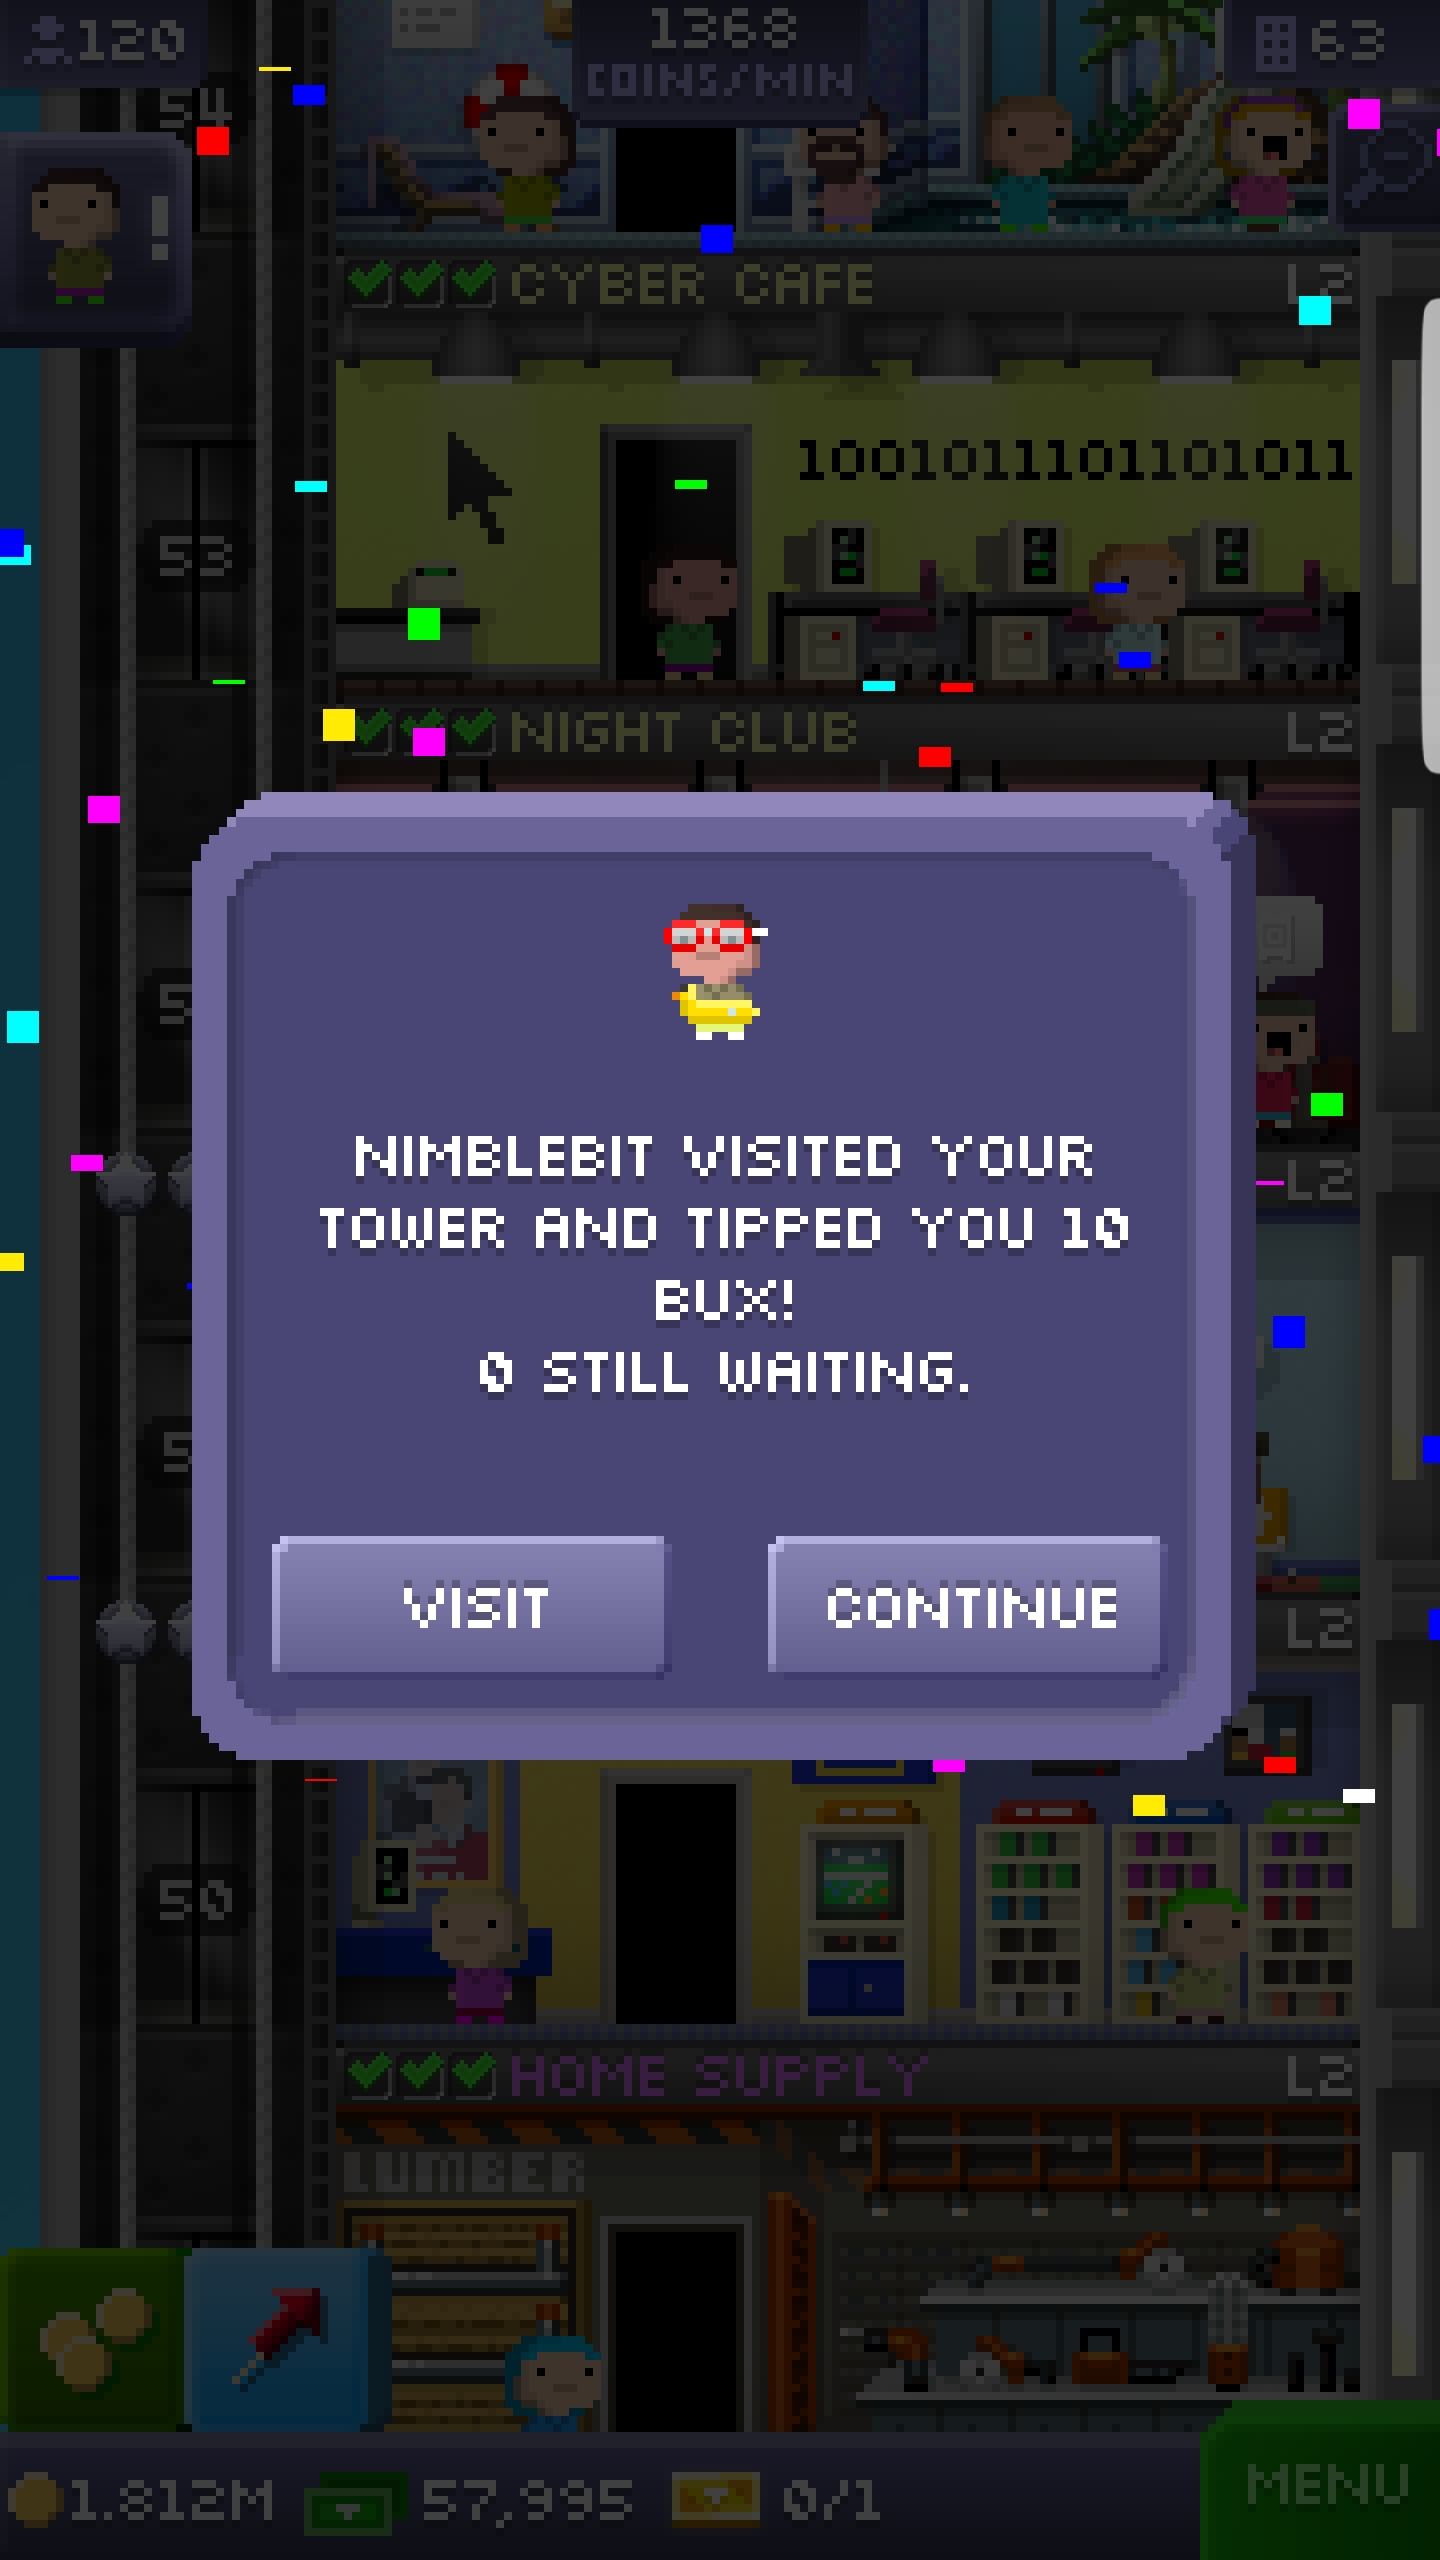 120
1368
COINS/MIN
63
54
CYBER CAFE
L2
1001011101101011
53
NIGHT CLUB
L2
NIMBLEBIT VISITED YOUR
TOWER AND TIPPED YOU 10
BUX!
0 STILL WAITING.
L2
VISIT
CONTINUE
L2
50
HOME SUPPLY
L2
LUMBER
1.812M
57,995
0/1
MENU